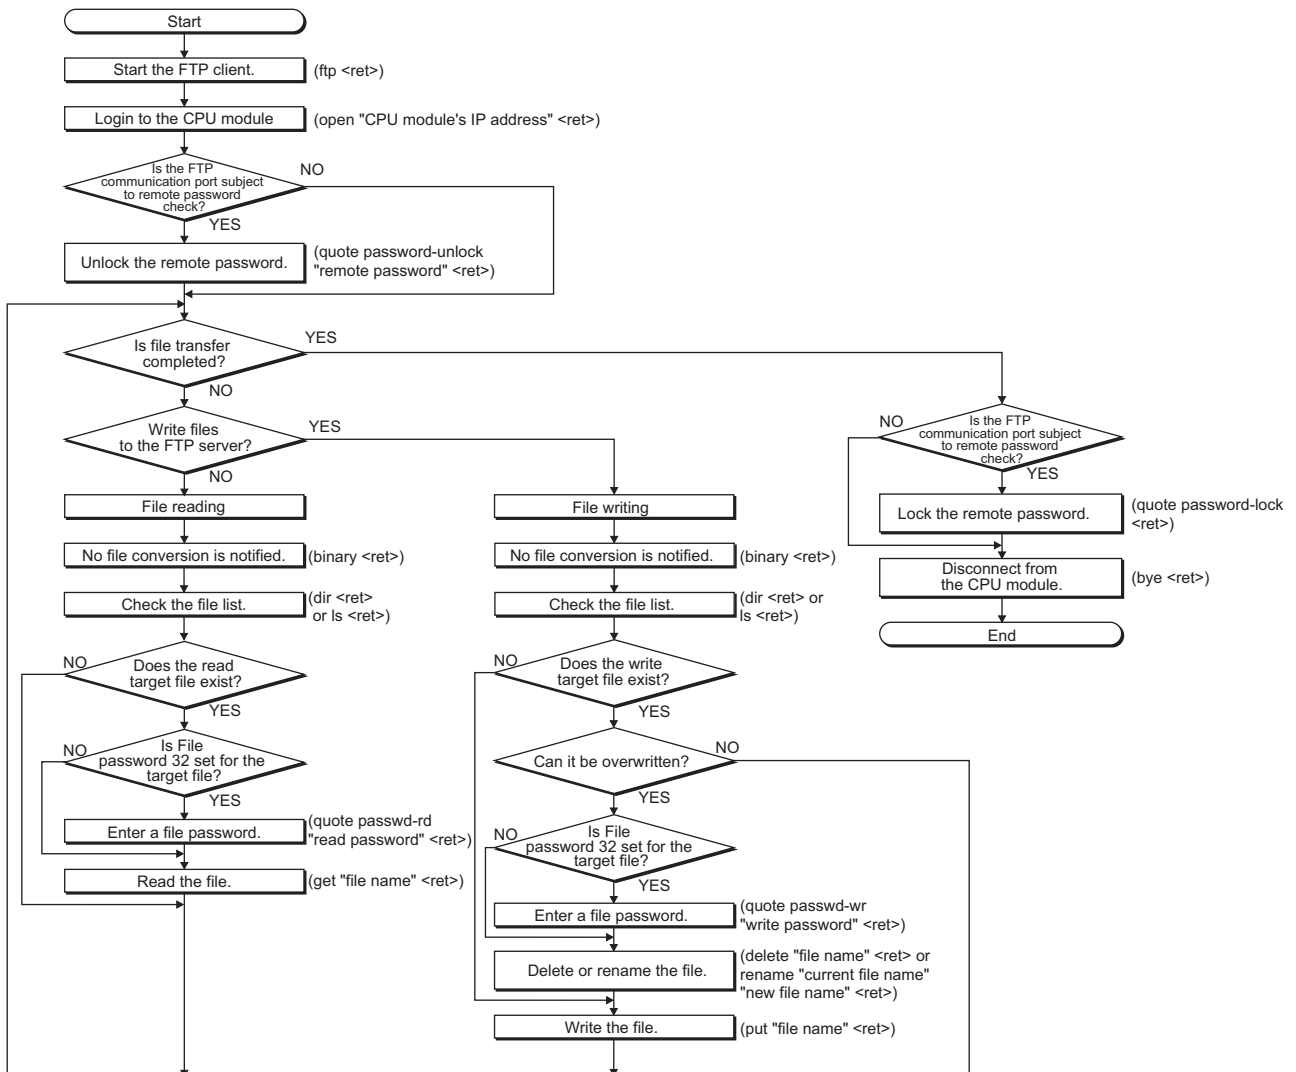 Start
Start the FTP client.
(ftp <ret>)
Login to the CPU module
(open "CPU module's IP address" <ret>)
Is the FTP
communication port subject
to remote password
check?
NO
YES
Unlock the remote password.
(quote password-unlock
"remote password" <ret>)
Is file transfer
completed?
YES
NO
Write files
to the FTP server?
YES
NO
File reading
No file conversion is notified.
(binary <ret>)
Check the file list.
(dir <ret>
or ls <ret>)
NO
Does the read
target file exist?
YES
NO
Is File
password 32 set for the
target file?
YES
Enter a file password.
(quote passwd-rd
"read password" <ret>)
Read the file.
(get "file name" <ret>)
File writing
No file conversion is notified.
(binary <ret>)
Check the file list.
(dir <ret> or
ls <ret>)
NO
Does the write
target file exist?
YES
Can it be overwritten?
NO
YES
NO
Is File
password 32 set for the
target file?
YES
Enter a file password.
(quote passwd-wr
"write password" <ret>)
Delete or rename the file.
(delete "file name" <ret> or
rename "current file name"
"new file name" <ret>)
Write the file.
(put "file name" <ret>)
NO
Is the FTP
communication port subject
to remote password
check?
YES
Lock the remote password.
(quote password-lock
<ret>)
Disconnect from
the CPU module.
(bye <ret>)
End